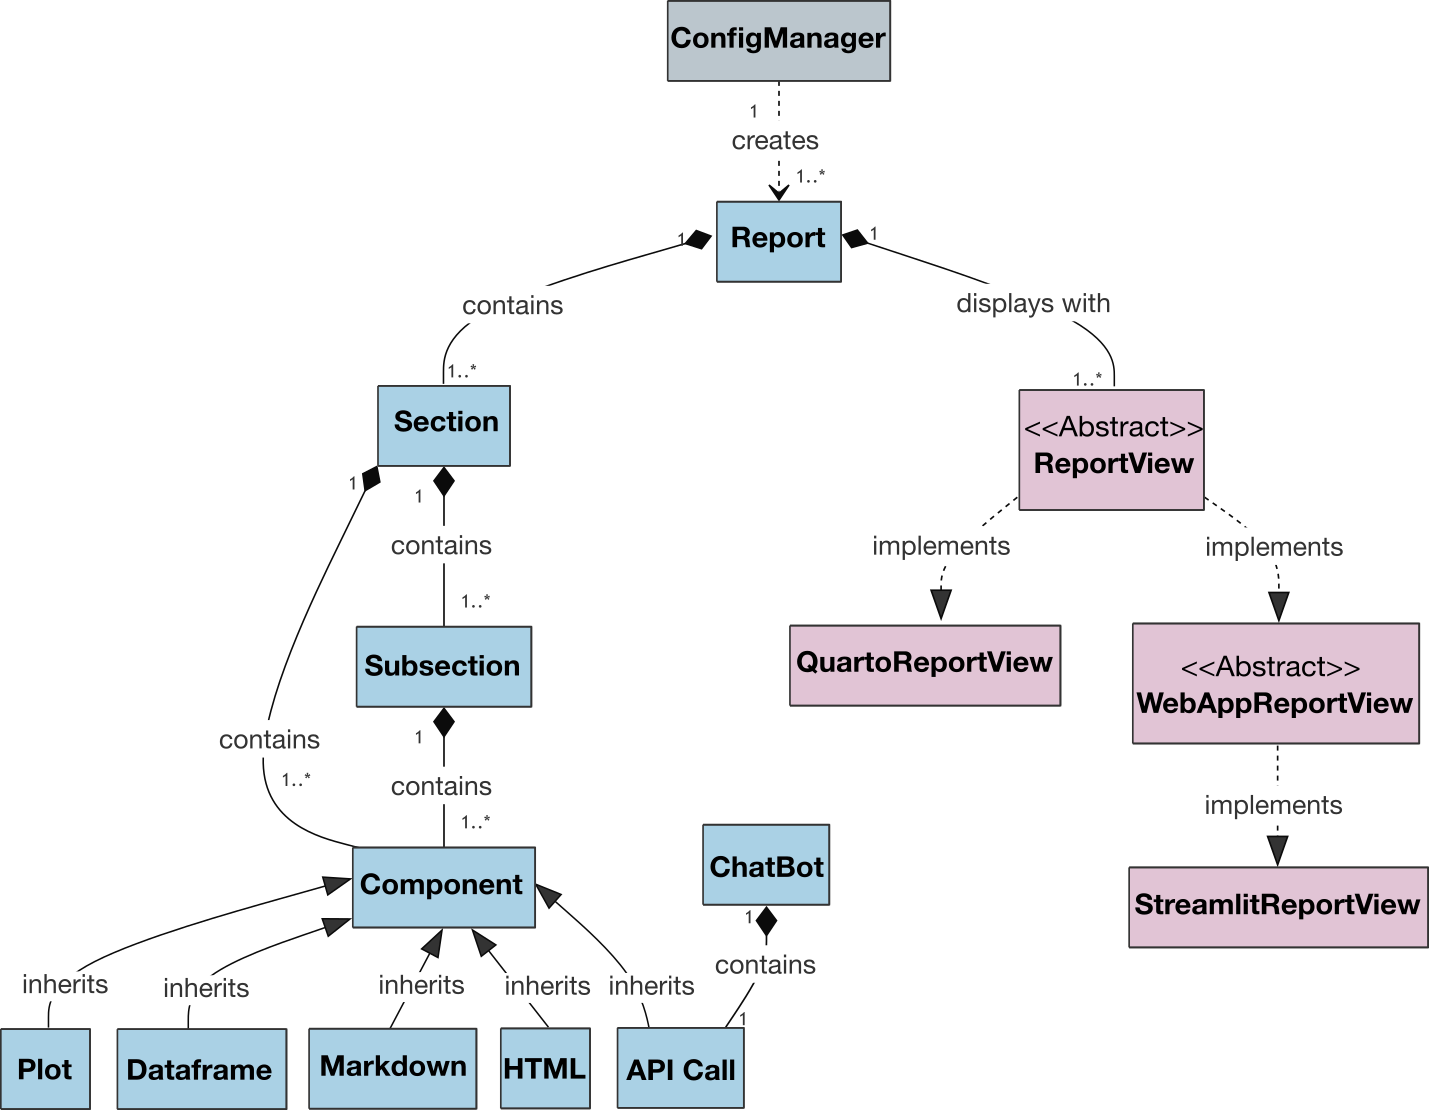 ConfigManager
1
creates
1..*
Report
1
1
contains
displays with
1..*
1..*
Section
<<Abstract>>
ReportView
1
1
contains
implements
implements
1..*
Subsection
QuartoReportView
<<Abstract>>
WebAppReportView
1
contains
1..*
contains
1..*
implements
Component
ChatBot
StreamlitReportView
1
contains
inherits
inherits
inherits
inherits
inherits
1
Plot
Dataframe
Markdown
HTML
API Call